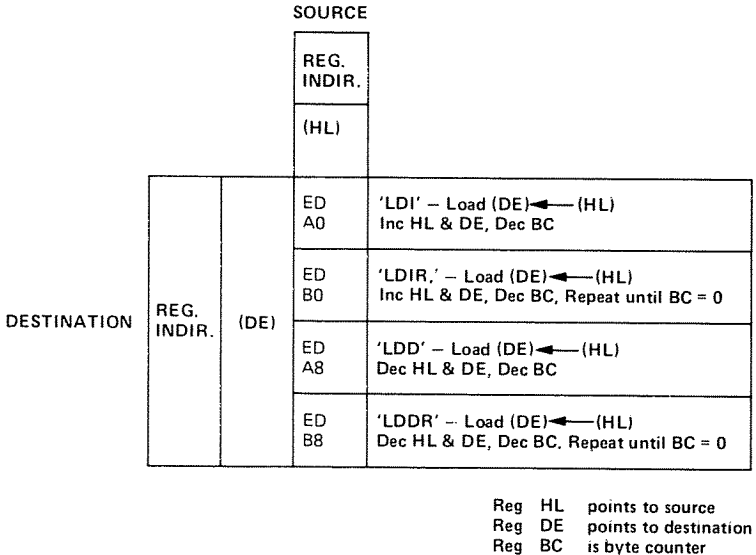 SOURCE
REG.
INDIR.
(HL)
ED
A0
'LDI' – Load (DE)◄—(HL)
Inc HL & DE, Dec BC
ED
B0
'LDIR,' – Load (DE)◄—(HL)
Inc HL & DE, Dec BC, Repeat until BC = 0
DESTINATION
REG.
INDIR.
(DE)
ED
A8
'LDD' – Load (DE)◄—(HL)
Dec HL & DE, Dec BC
ED
B8
'LDDR' – Load (DE)◄—(HL)
Dec HL & DE, Dec BC, Repeat until BC = 0
Reg HL points to source
Reg DE points to destination
Reg BC is byte counter